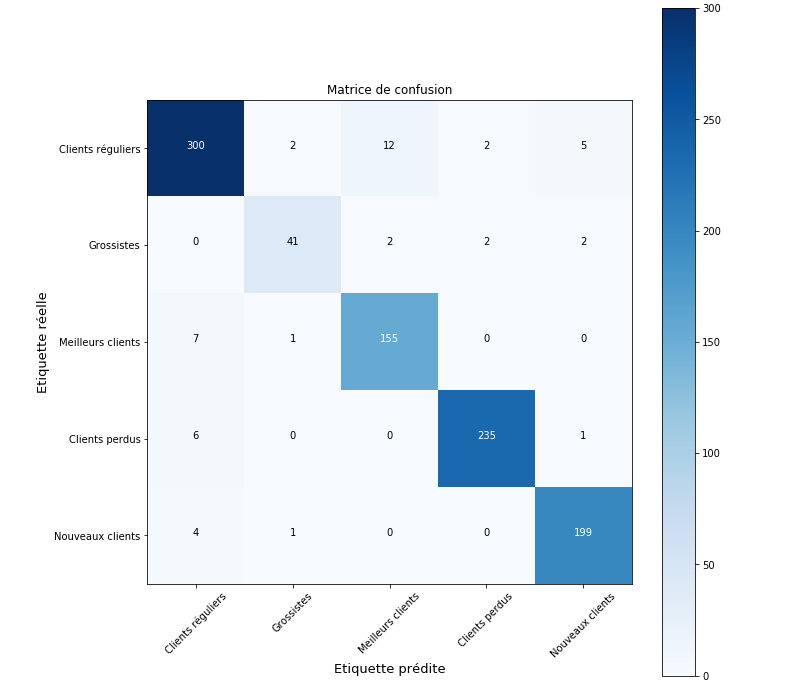 Matrice de confusion
Clients réguliers 300 2 12 2 5
Grossistes 0 41 2 2 2
Meilleurs clients 7 1 155 0 0
Clients perdus 6 0 0 235 1
Nouveaux clients 4 1 0 0 199
Clients réguliers Grossistes Meilleurs clients Clients perdus Nouveaux clients
Etiquette réelle
Etiquette prédite
300
250
200
150
100
50
0